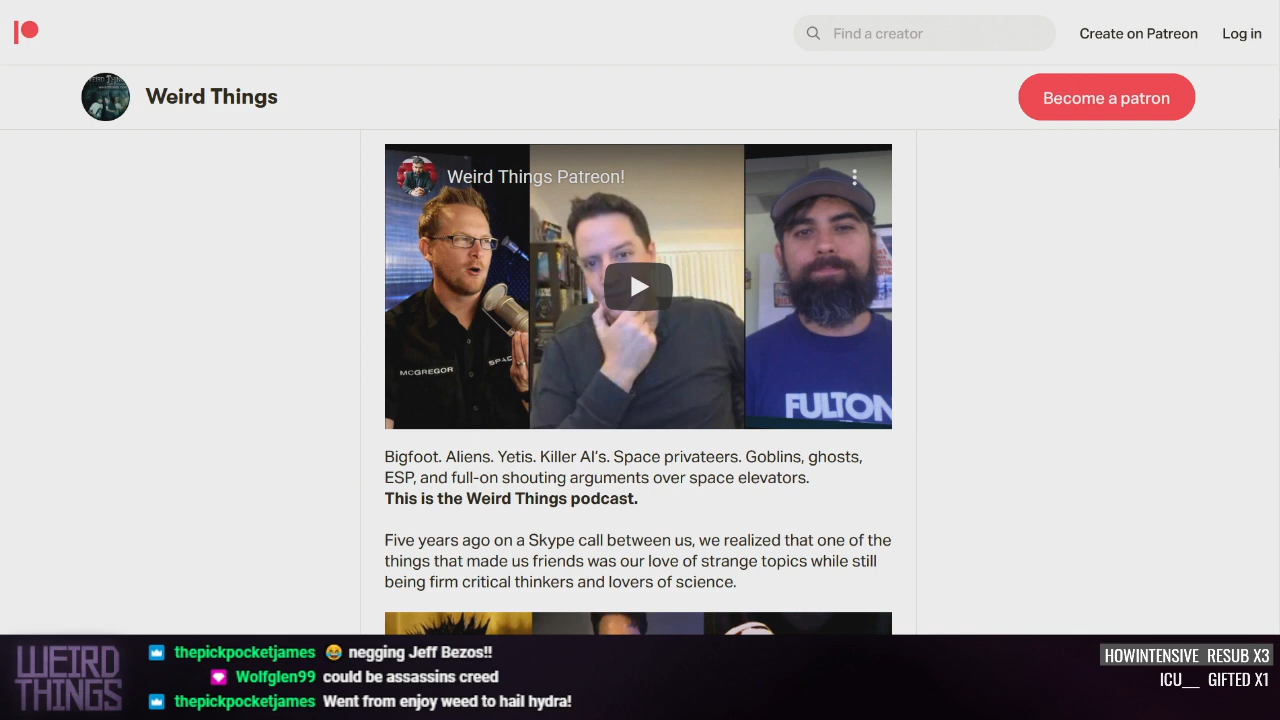 Find a creator
Create on Patreon
Log in
Weird Things
Become a patron
Weird Things Patreon!
MCGREGOR
SPAC
FULTON
Bigfoot. Aliens. Yetis. Killer AI's. Space privateers. Goblins, ghosts,
ESP, and full-on shouting arguments over space elevators.
This is the Weird Things podcast.
Five years ago on a Skype call between us, we realized that one of the
things that made us friends was our love of strange topics while still
being firm critical thinkers and lovers of science.
WEIRD
THINGS
thepickpocketjames 😂 negging Jeff Bezos!!
Wolfglen99 could be assassins creed
thepickpocketjames Went from enjoy weed to hail hydra!
HOWINTENSIVE RESUB X3
ICU__ GIFTED X1